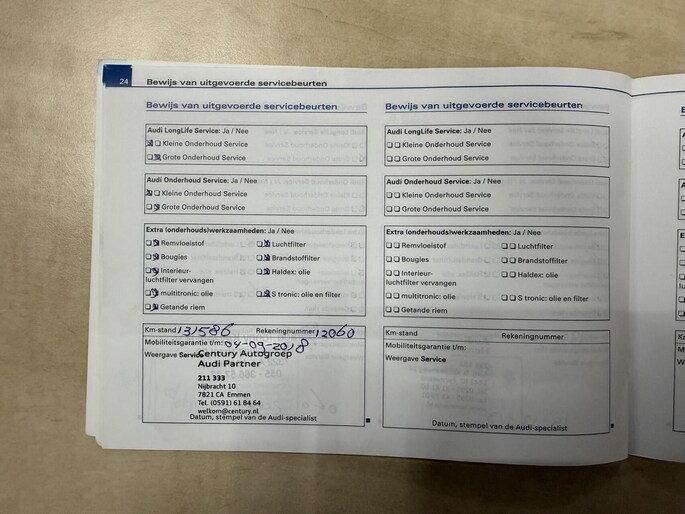 24
Bewijs van uitgevoerde servicebeurten
Bewijs van uitgevoerde servicebeurten
Audi LongLife Service: Ja / Nee
Kleine Onderhoud Service
Grote Onderhoud Service
Audi Onderhoud Service: Ja / Nee
Kleine Onderhoud Service
Grote Onderhoud Service
Extra (onderhouds)werkzaamheden: Ja / Nee
Remvloeistof Luchtfilter
Bougies Brandstoffilter
Interieur- Haldex: olie
luchtfilter vervangen
multitronic: olie S tronic: olie en filter
Getande riem
Km-stand 131586 Rekeningnummer 12060
Mobiliteitsgarantie t/m: 04-09-2018
Weergave Service
Century Autogroep
Audi Partner
211 333
Nijbracht 10
7821 CA Emmen
Tel. (0591) 61 84 64
welkom@century.nl
Datum, stempel van de Audi-specialist
Bewijs van uitgevoerde servicebeurten
Audi LongLife Service: Ja / Nee
Kleine Onderhoud Service
Grote Onderhoud Service
Audi Onderhoud Service: Ja / Nee
Kleine Onderhoud Service
Grote Onderhoud Service
Extra (onderhouds)werkzaamheden: Ja / Nee
Remvloeistof Luchtfilter
Bougies Brandstoffilter
Interieur- Haldex: olie
luchtfilter vervangen
multitronic: olie S tronic: olie en filter
Getande riem
Km-stand Rekeningnummer
Mobiliteitsgarantie t/m:
Weergave Service
Datum, stempel van de Audi-specialist